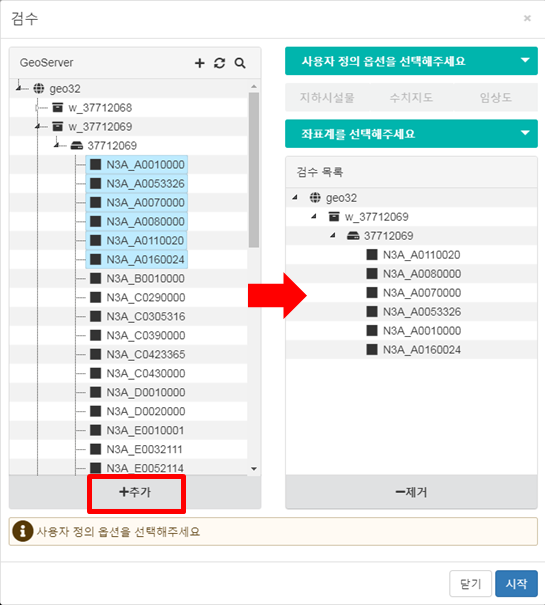 검수
×
GeoServer
geo32
w_37712068
w_37712069
37712069
N3A_A0010000
N3A_A0053326
N3A_A0070000
N3A_A0080000
N3A_A0110020
N3A_A0160024
N3A_B0010000
N3A_C0290000
N3A_C0305316
N3A_C0390000
N3A_C0423365
N3A_C0430000
N3A_D0010000
N3A_D0020000
N3A_E0010001
N3A_E0032111
N3A_E0052114
+추가
사용자 정의 옵션을 선택해주세요
지하시설물 수치지도 임상도
좌표계를 선택해주세요
검수 목록
geo32
w_37712069
37712069
N3A_A0110020
N3A_A0080000
N3A_A0070000
N3A_A0053326
N3A_A0010000
N3A_A0160024
−제거
사용자 정의 옵션을 선택해주세요
닫기 시작